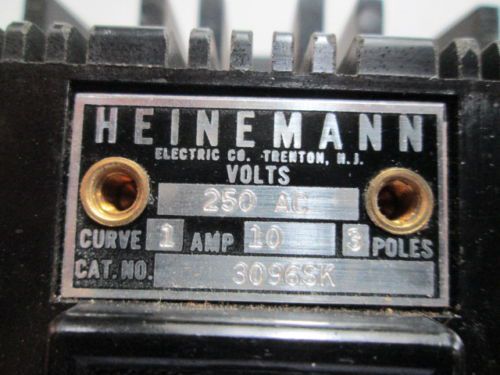 HEINEMANN
ELECTRIC CO. TRENTON, N.J.
VOLTS
250 AC
CURVE 1 AMP 10 3 POLES
CAT. NO. 3096SK